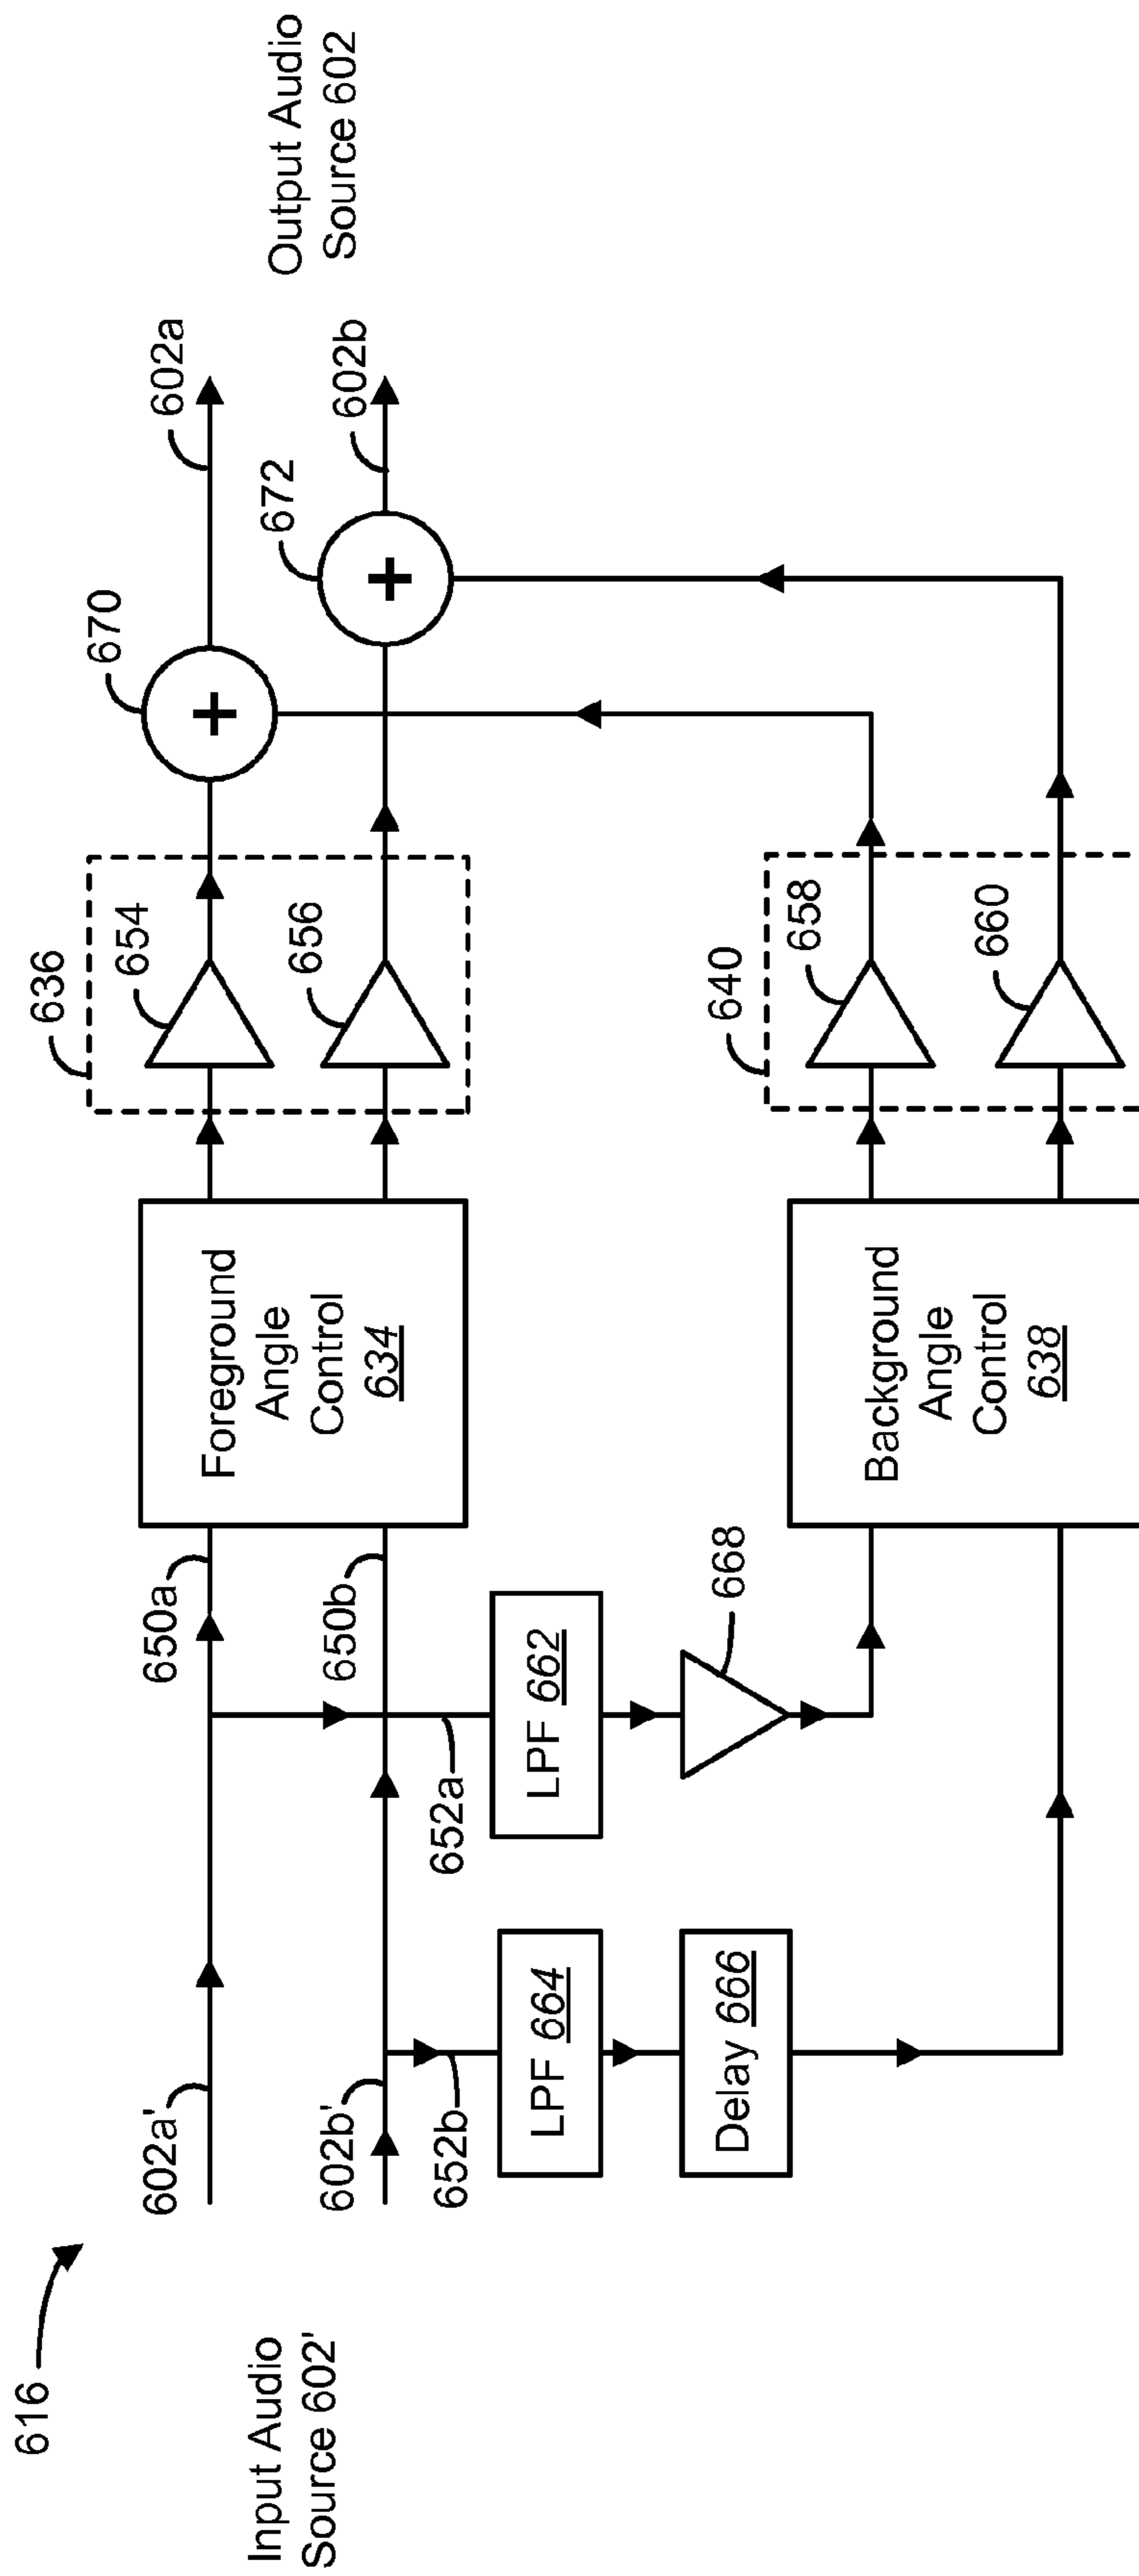 616
Input Audio
Source 602'
602a'
602b'
652b
652a
650a
650b
LPF 664
Delay 666
LPF 662
668
Foreground
Angle
Control
634
Background
Angle
Control
638
636
654
656
640
658
660
670
672
602a
602b
Output Audio
Source 602